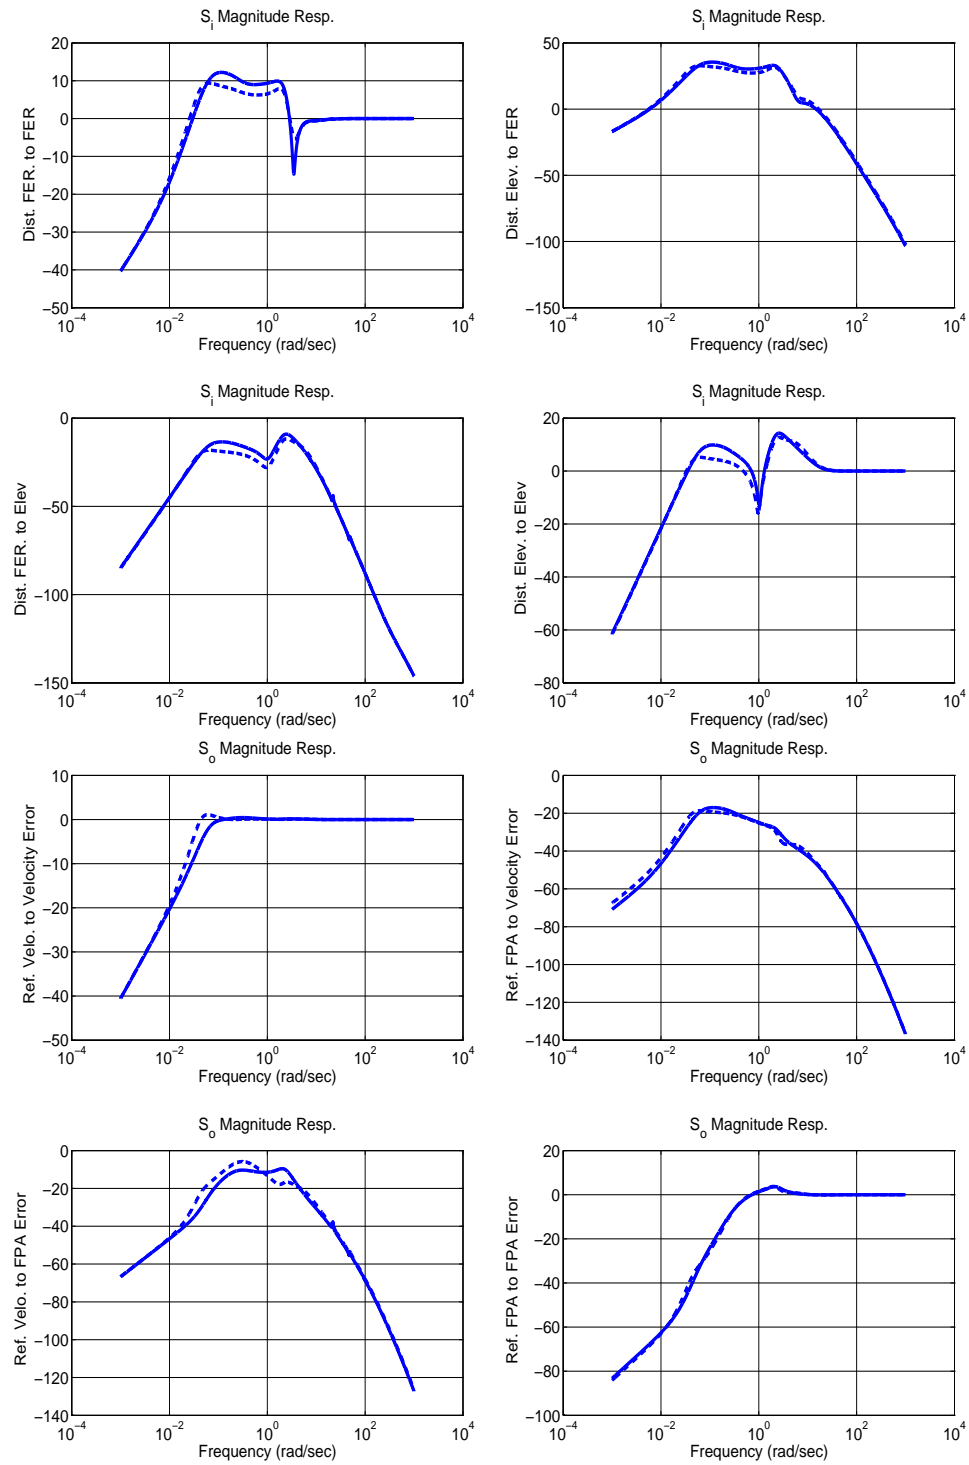 S_i Magnitude Resp.
Dist. FER. to FER
20
10
0
−10
−20
−30
−40
−50
10^−4 10^−2 10^0 10^2 10^4
Frequency (rad/sec)
S_i Magnitude Resp.
Dist. Elev. to FER
50
0
−50
−100
−150
10^−4 10^−2 10^0 10^2 10^4
Frequency (rad/sec)
S_i Magnitude Resp.
Dist. FER. to Elev
0
−50
−100
−150
10^−4 10^−2 10^0 10^2 10^4
Frequency (rad/sec)
S_i Magnitude Resp.
Dist. Elev. to Elev
20
0
−20
−40
−60
−80
10^−4 10^−2 10^0 10^2 10^4
Frequency (rad/sec)
S_o Magnitude Resp.
Ref. Velo. to Velocity Error
10
0
−10
−20
−30
−40
−50
10^−4 10^−2 10^0 10^2 10^4
Frequency (rad/sec)
S_o Magnitude Resp.
Ref. FPA to Velocity Error
0
−20
−40
−60
−80
−100
−120
−140
10^−4 10^−2 10^0 10^2 10^4
Frequency (rad/sec)
S_o Magnitude Resp.
Ref. Velo. to FPA Error
0
−20
−40
−60
−80
−100
−120
−140
10^−4 10^−2 10^0 10^2 10^4
Frequency (rad/sec)
S_o Magnitude Resp.
Ref. FPA to FPA Error
20
0
−20
−40
−60
−80
−100
10^−4 10^−2 10^0 10^2 10^4
Frequency (rad/sec)